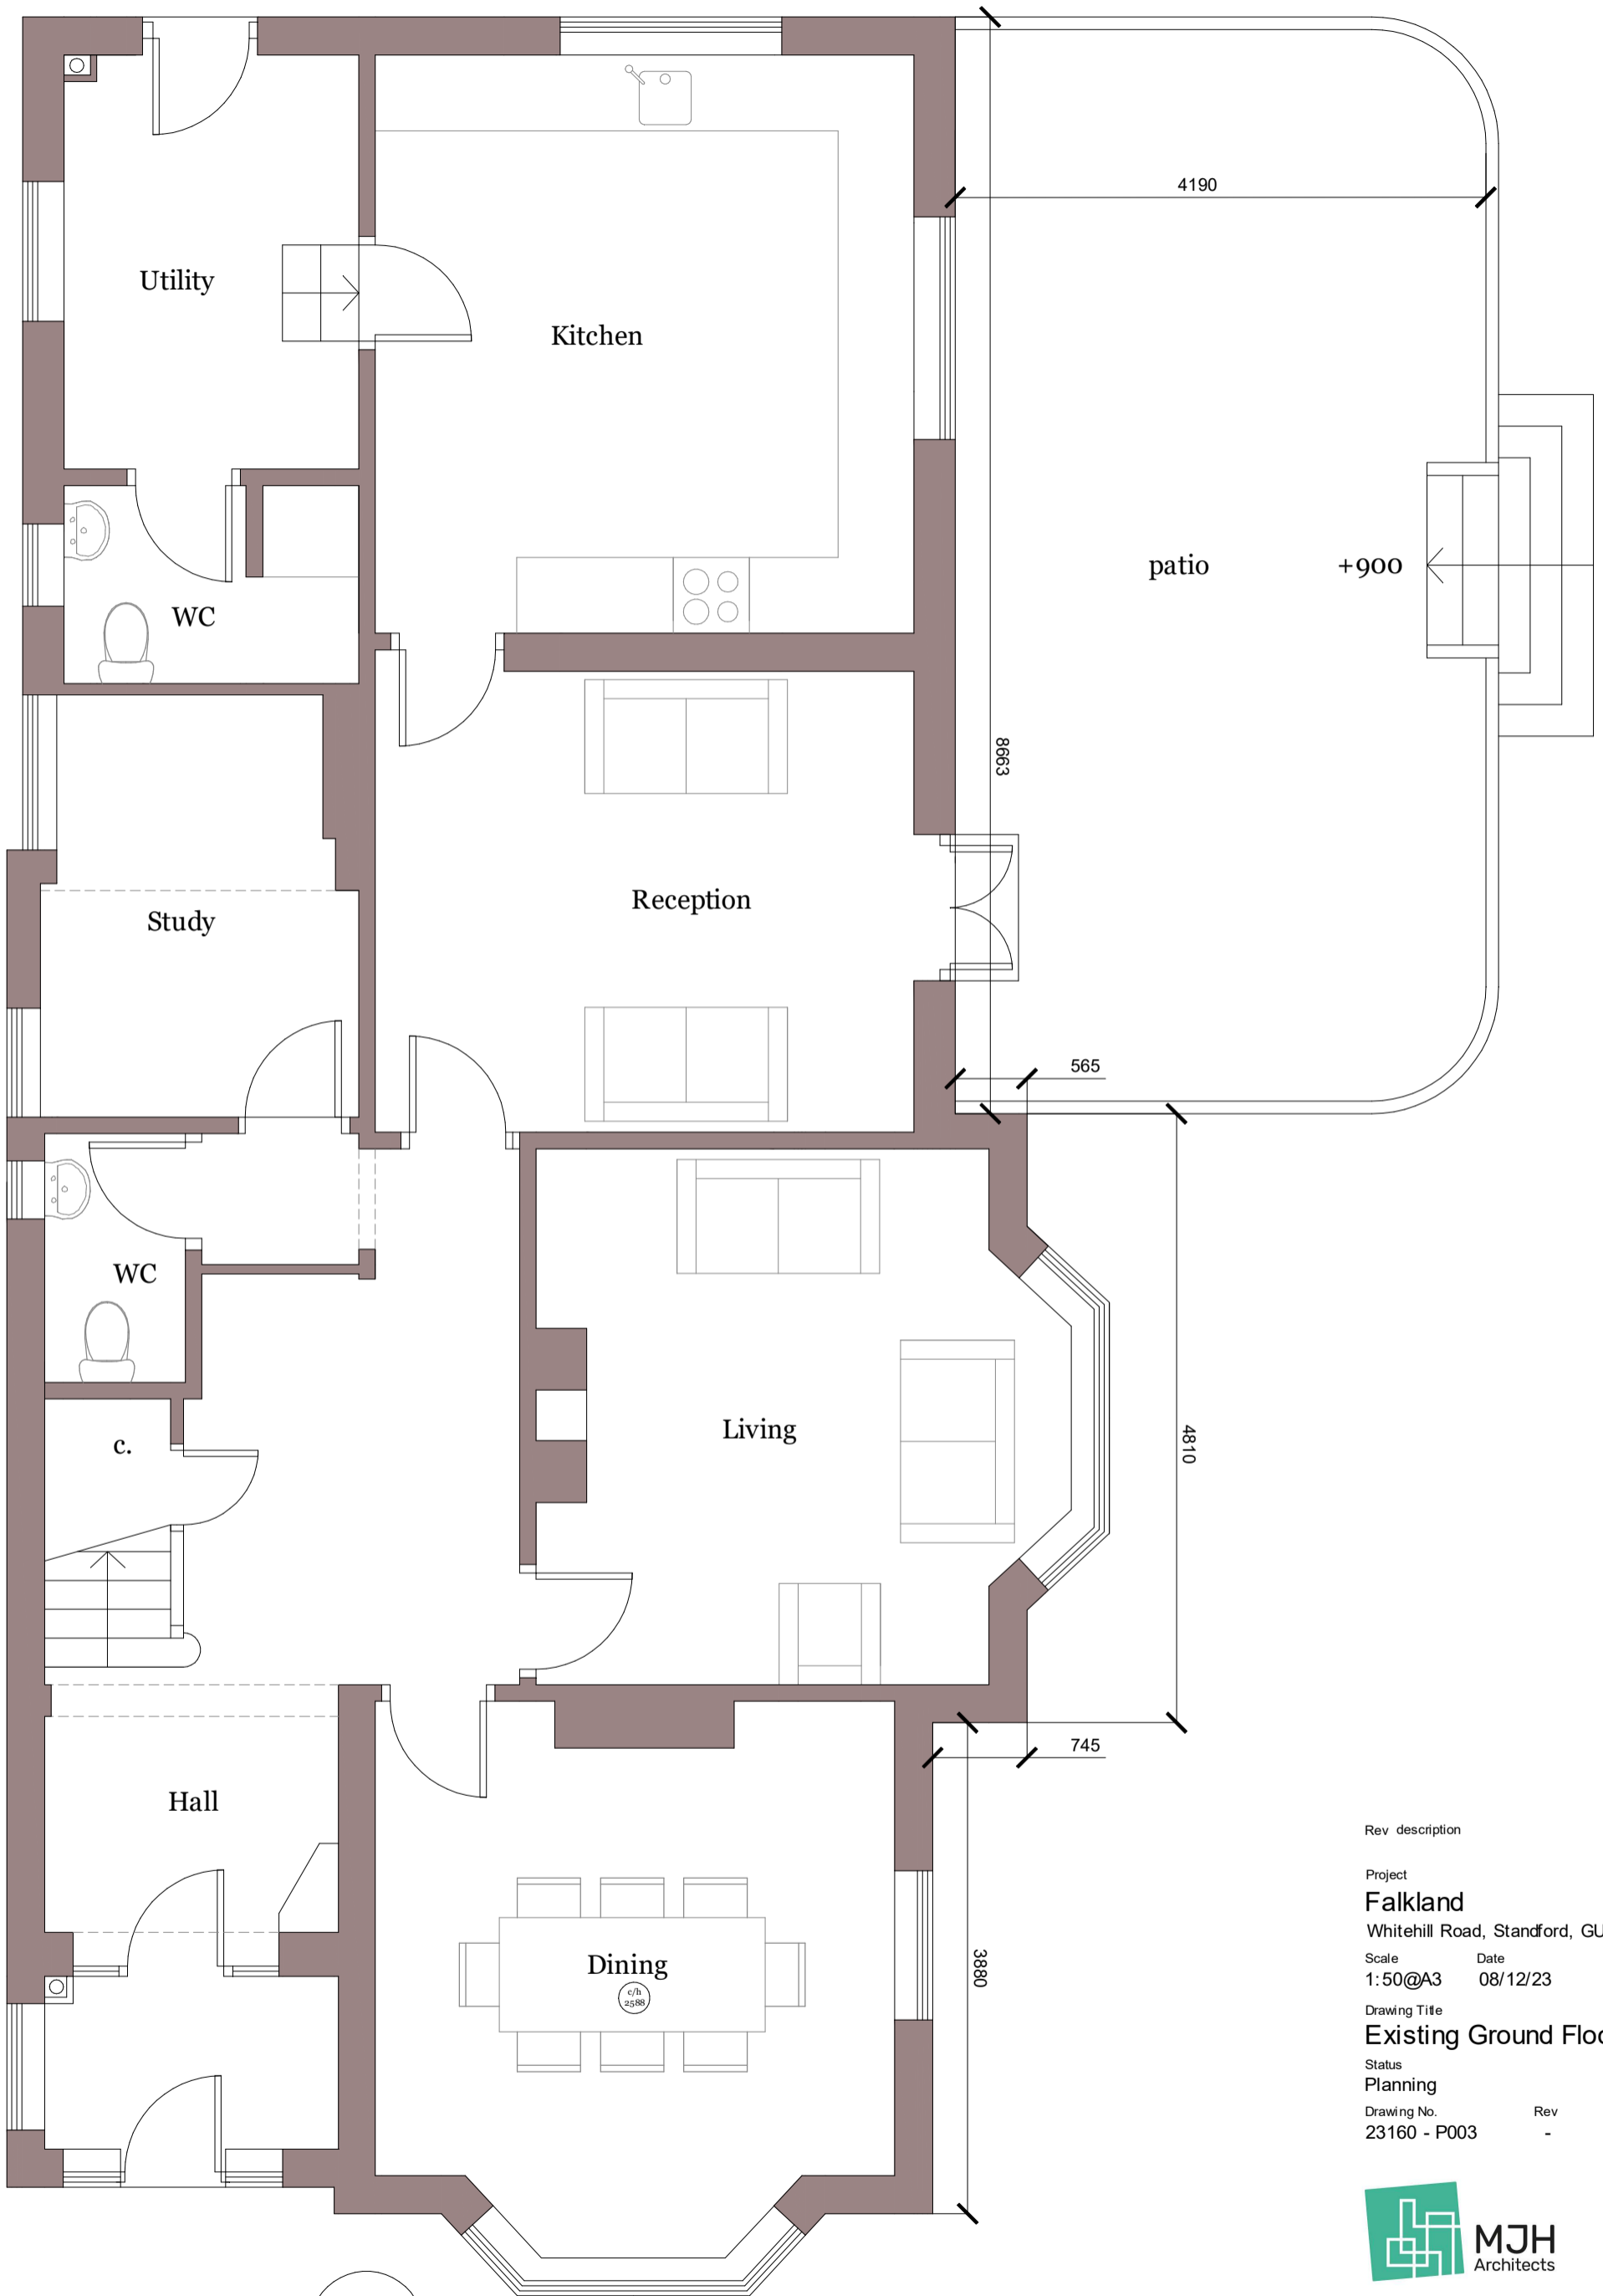 4190
Utility
Kitchen
patio
+900
WC
8663
Reception
Study
565
WC
Living
4810
c.
745
Hall
Dining
c/h
2588
3880
Rev description
Project
Falkland
Whitehill Road, Standford, GU
Scale Date
1:50@A3 08/12/23
Drawing Title
Existing Ground Floo
Status
Planning
Drawing No. Rev
23160 - P003 -
MJH
Architects